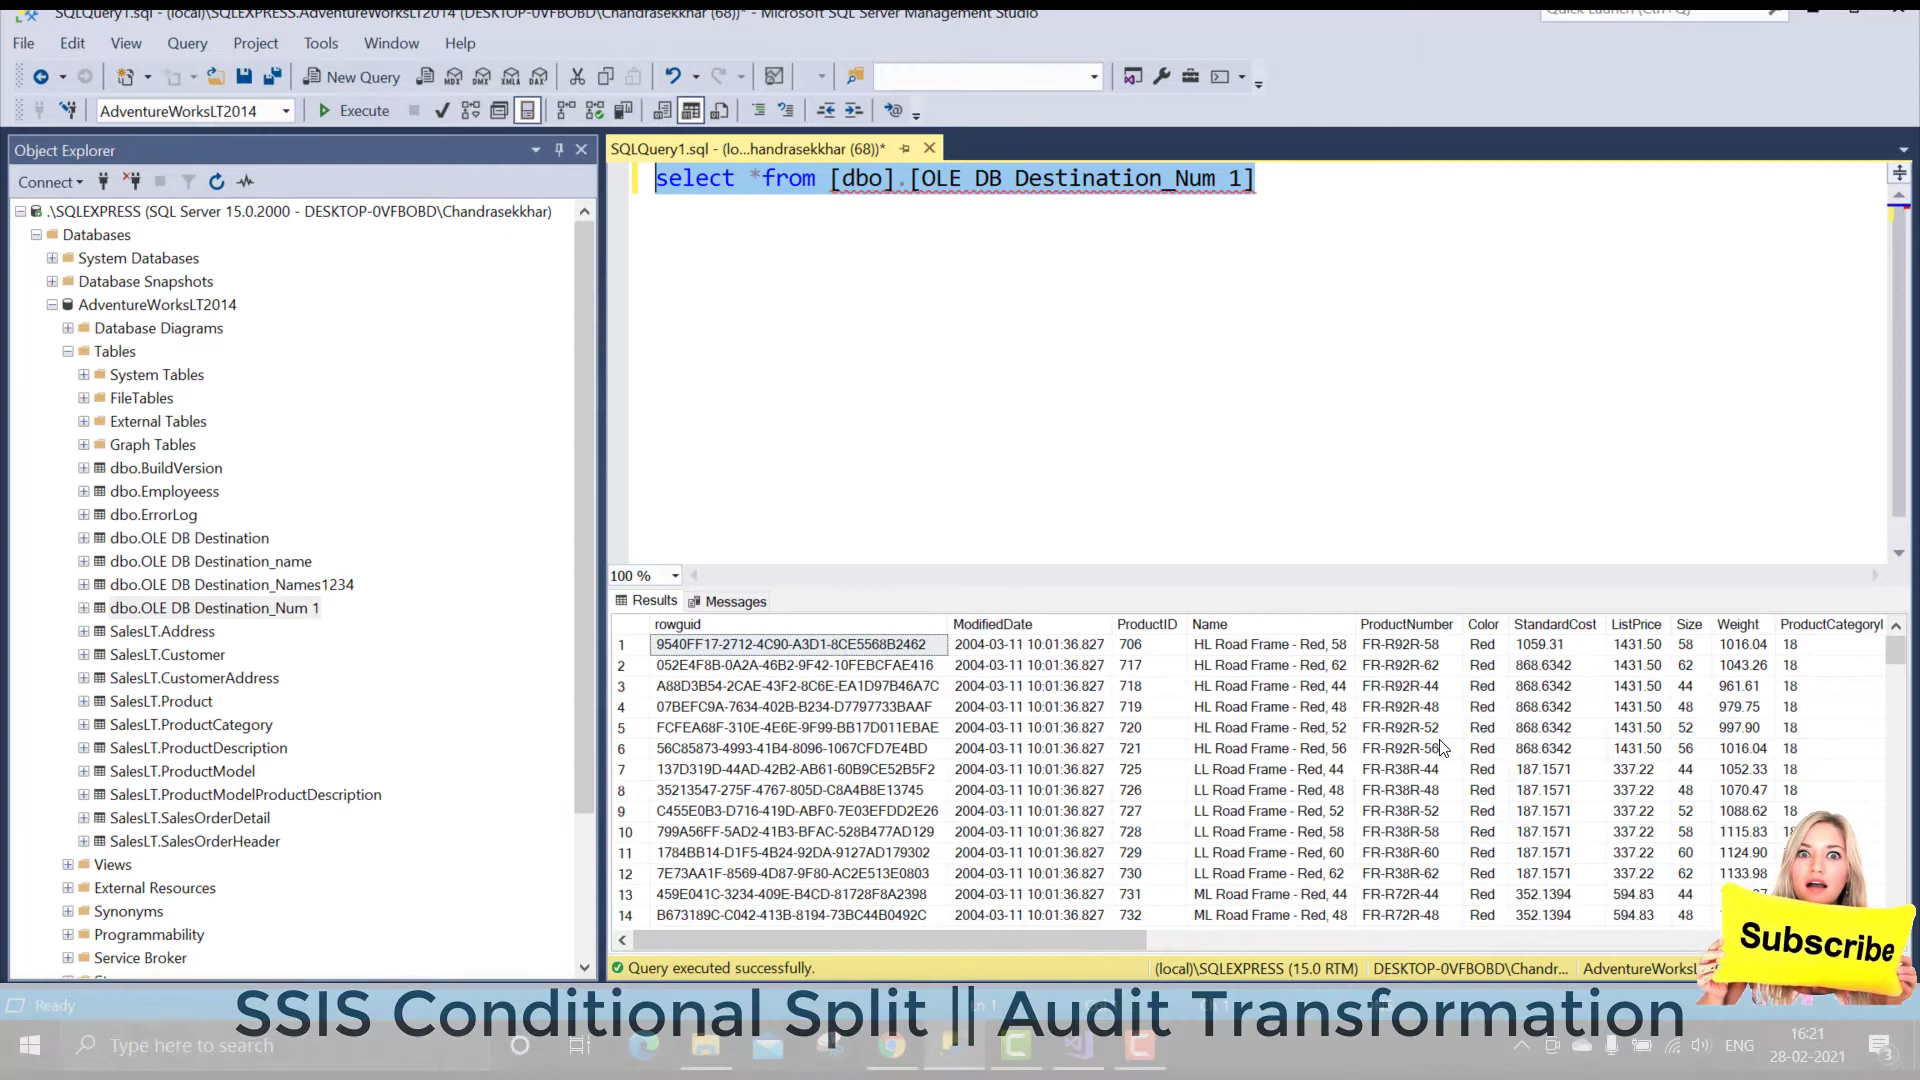 SQLQuery1.sql - (local)\SQLEXPRESS.AdventureWorksLT2014 (DESKTOP-0VFBOBD\Chandrasekkhar (68))* - Microsoft SQL Server Management Studio
Quick Launch (Ctrl+Q)
File Edit View Query Project Tools Window Help
New Query MDX DMX XMLA DAX
AdventureWorksLT2014 Execute
Object Explorer
SQLQuery1.sql - (lo...handrasekkhar (68))*
Connect
select *from [dbo].[OLE DB Destination_Num 1]
.\SQLEXPRESS (SQL Server 15.0.2000 - DESKTOP-0VFBOBD\Chandrasekkhar)
Databases
System Databases
Database Snapshots
AdventureWorksLT2014
Database Diagrams
Tables
System Tables
FileTables
External Tables
Graph Tables
dbo.BuildVersion
dbo.Employeess
dbo.ErrorLog
dbo.OLE DB Destination
dbo.OLE DB Destination_name
dbo.OLE DB Destination_Names1234
dbo.OLE DB Destination_Num 1
SalesLT.Address
SalesLT.Customer
SalesLT.CustomerAddress
SalesLT.Product
SalesLT.ProductCategory
SalesLT.ProductDescription
SalesLT.ProductModel
SalesLT.ProductModelProductDescription
SalesLT.SalesOrderDetail
SalesLT.SalesOrderHeader
Views
External Resources
Synonyms
Programmability
Service Broker
100 %
Results Messages
rowguid ModifiedDate ProductID Name ProductNumber Color StandardCost ListPrice Size Weight ProductCategoryI
1 9540FF17-2712-4C90-A3D1-8CE5568B2462 2004-03-11 10:01:36.827 706 HL Road Frame - Red, 58 FR-R92R-58 Red 1059.31 1431.50 58 1016.04 18
2 052E4F8B-0A2A-46B2-9F42-10FEBCFAE416 2004-03-11 10:01:36.827 717 HL Road Frame - Red, 62 FR-R92R-62 Red 868.6342 1431.50 62 1043.26 18
3 A88D3B54-2CAE-43F2-8C6E-EA1D97B46A7C 2004-03-11 10:01:36.827 718 HL Road Frame - Red, 44 FR-R92R-44 Red 868.6342 1431.50 44 961.61 18
4 07BEFC9A-7634-402B-B234-D7797733BAAF 2004-03-11 10:01:36.827 719 HL Road Frame - Red, 48 FR-R92R-48 Red 868.6342 1431.50 48 979.75 18
5 FCFEA68F-310E-4E6E-9F99-BB17D011EBAE 2004-03-11 10:01:36.827 720 HL Road Frame - Red, 52 FR-R92R-52 Red 868.6342 1431.50 52 997.90 18
6 56C85873-4993-41B4-8096-1067CFD7E4BD 2004-03-11 10:01:36.827 721 HL Road Frame - Red, 56 FR-R92R-56 Red 868.6342 1431.50 56 1016.04 18
7 137D319D-44AD-42B2-AB61-60B9CE52B5F2 2004-03-11 10:01:36.827 725 LL Road Frame - Red, 44 FR-R38R-44 Red 187.1571 337.22 44 1052.33 18
8 35213547-275F-4767-805D-C8A4B8E13745 2004-03-11 10:01:36.827 726 LL Road Frame - Red, 48 FR-R38R-48 Red 187.1571 337.22 48 1070.47 18
9 C455E0B3-D716-419D-ABF0-7E03EFDD2E26 2004-03-11 10:01:36.827 727 LL Road Frame - Red, 52 FR-R38R-52 Red 187.1571 337.22 52 1088.62 18
10 799A56FF-5AD2-41B3-BFAC-528B477AD129 2004-03-11 10:01:36.827 728 LL Road Frame - Red, 58 FR-R38R-58 Red 187.1571 337.22 58 1115.83
11 1784BB14-D1F5-4B24-92DA-9127AD179302 2004-03-11 10:01:36.827 729 LL Road Frame - Red, 60 FR-R38R-60 Red 187.1571 337.22 60 1124.90
12 7E73AA1F-8569-4D87-9F80-AC2E513E0803 2004-03-11 10:01:36.827 730 LL Road Frame - Red, 62 FR-R38R-62 Red 187.1571 337.22 62 1133.98
13 459E041C-3234-409E-B4CD-81728F8A2398 2004-03-11 10:01:36.827 731 ML Road Frame - Red, 44 FR-R72R-44 Red 352.1394 594.83 44
14 B673189C-C042-413B-8194-73BC44B0492C 2004-03-11 10:01:36.827 732 ML Road Frame - Red, 48 FR-R72R-48 Red 352.1394 594.83 48
Subscribe
Query executed successfully. (local)\SQLEXPRESS (15.0 RTM) DESKTOP-0VFBOBD\Chandr... AdventureWorksL
Ready Ln 1
SSIS Conditional Split || Audit Transformation
Type here to search
ENG
16:21
28-02-2021
3